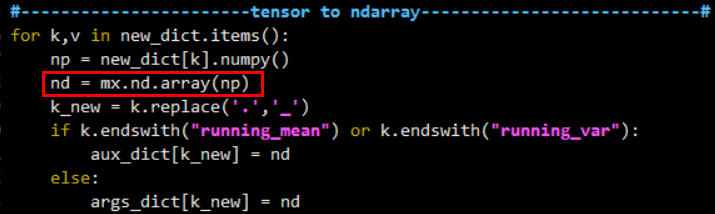 #-----------------------tensor to ndarray----------------------------#
for k,v in new_dict.items():
    np = new_dict[k].numpy()
    nd = mx.nd.array(np)
    k_new = k.replace('.','_')
    if k.endswith("running_mean") or k.endswith("running_var"):
        aux_dict[k_new] = nd
    else:
        args_dict[k_new] = nd